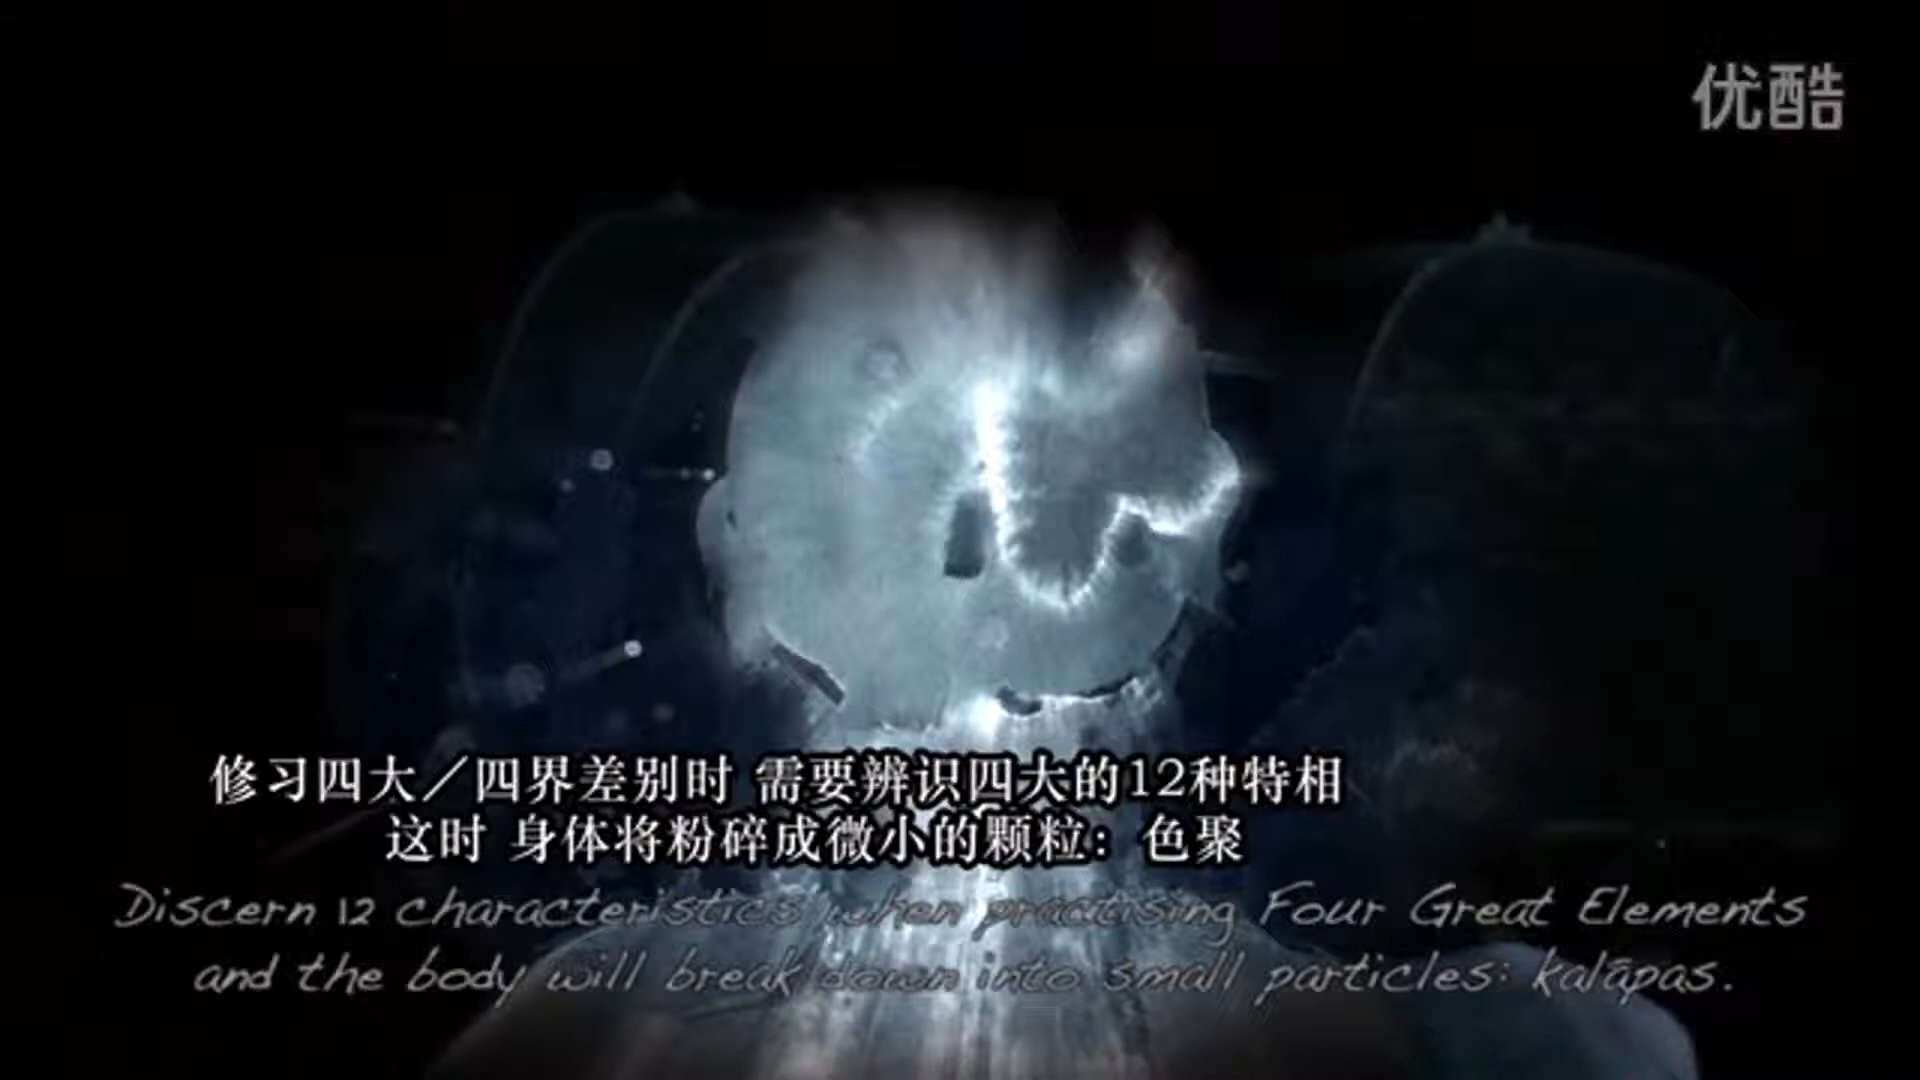 优酷
修习四大／四界差别时 需要辨识四大的12种特相
这时 身体将粉碎成微小的颗粒：色聚
Discern 12 characteristics when practising Four Great Elements
and the body will break down into small particles: kalāpas.